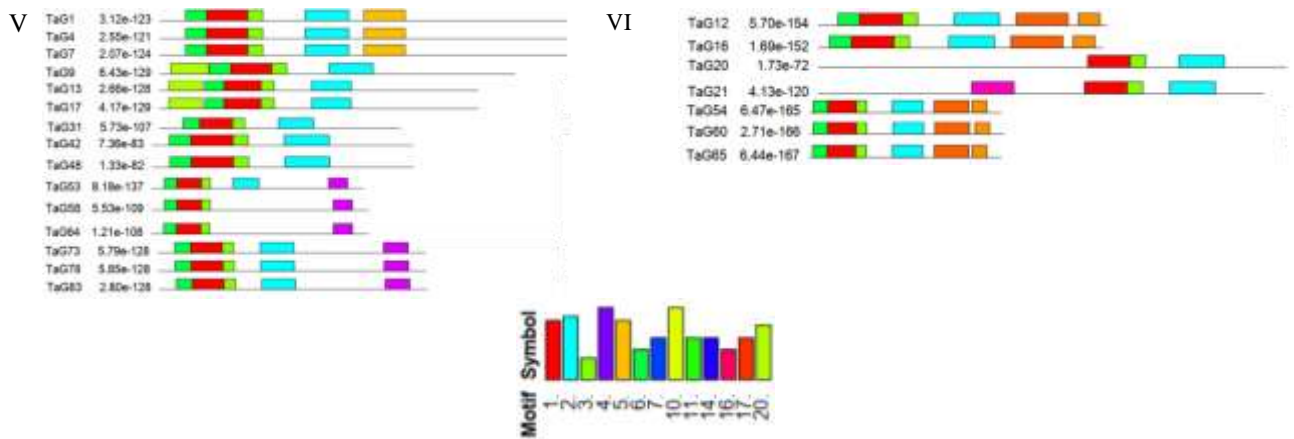 V
TaG1 3.12e-123
TaG4 2.55e-121
TaG7 2.07e-124
TaG9 6.43e-129
TaG13 2.66e-128
TaG17 4.17e-129
TaG31 5.73e-107
TaG42 7.36e-83
TaG48 1.33e-82
TaG53 8.18e-137
TaG58 5.53e-109
TaG64 1.21e-108
TaG73 5.79e-128
TaG78 5.85e-128
TaG83 2.80e-128
VI
TaG12 5.70e-154
TaG16 1.69e-152
TaG20 1.73e-72
TaG21 4.13e-120
TaG54 6.47e-165
TaG60 2.71e-166
TaG65 6.44e-167
Symbol
Motif 1. 2. 3. 4. 5. 6. 7. 10. 11. 14. 16. 17. 20.